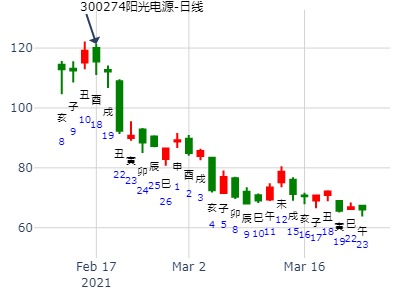 300274阳光电源-日线
120
100
80
60
亥 子 丑 酉 戌 丑 寅 卯 辰 巳 申 酉 戌 亥 子 卯 辰 巳 午 未 戌 亥 子 丑 寅 巳 午
8 9 10 18 19 22 23 24 25 26 1 2 3 4 5 8 9 10 11 12 15 16 17 18 19 22 23
Feb 17
2021
Mar 2
Mar 16